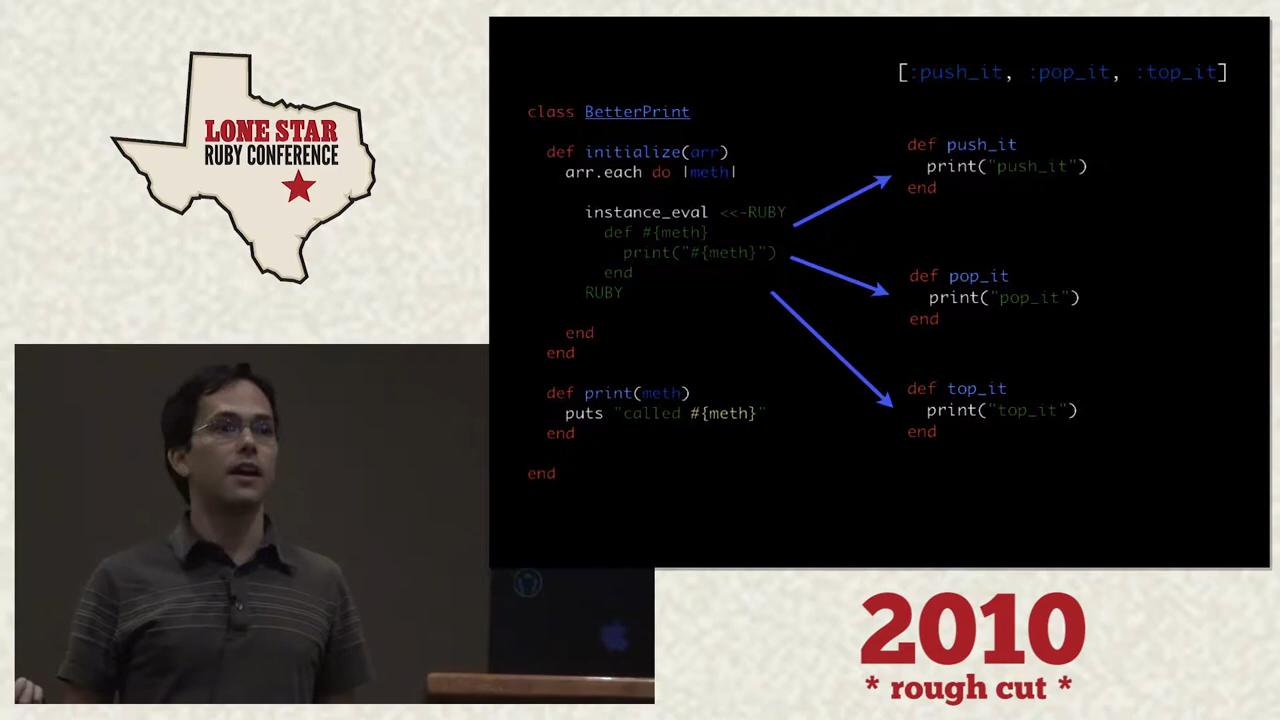 LONE STAR
RUBY CONFERENCE
class BetterPrint
def initialize(arr)
arr.each do |meth|
instance_eval <<-RUBY
def #{meth}
print("#{meth}")
end
RUBY
end
end
def print(meth)
puts "called #{meth}"
end
end
[:push_it, :pop_it, :top_it]
def push_it
print("push_it")
end
def pop_it
print("pop_it")
end
def top_it
print("top_it")
end
2010
* rough cut *